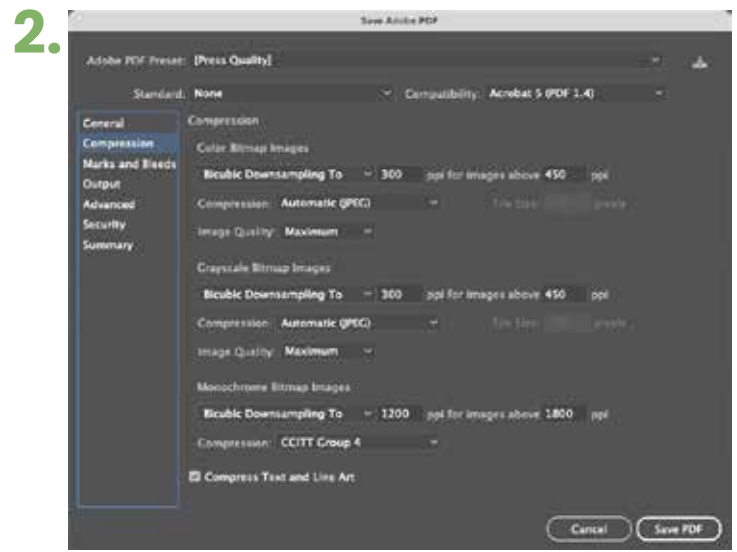 2.
Save Adobe PDF
Adobe PDF Preset: [Press Quality]
Standard: None Compatibility: Acrobat 5 (PDF 1.4)
General
Compression
Marks and Bleeds
Output
Advanced
Security
Summary
Compression
Color Bitmap Images
Bicubic Downsampling To 300 ppi for images above 450 ppi
Compression: Automatic (JPEG) Tile Size: pixels
Image Quality: Maximum
Grayscale Bitmap Images
Bicubic Downsampling To 300 ppi for images above 450 ppi
Compression: Automatic (JPEG) Tile Size: pixels
Image Quality: Maximum
Monochrome Bitmap Images
Bicubic Downsampling To 1200 ppi for images above 1800 ppi
Compression: CCITT Group 4
Compress Text and Line Art
Cancel Save PDF